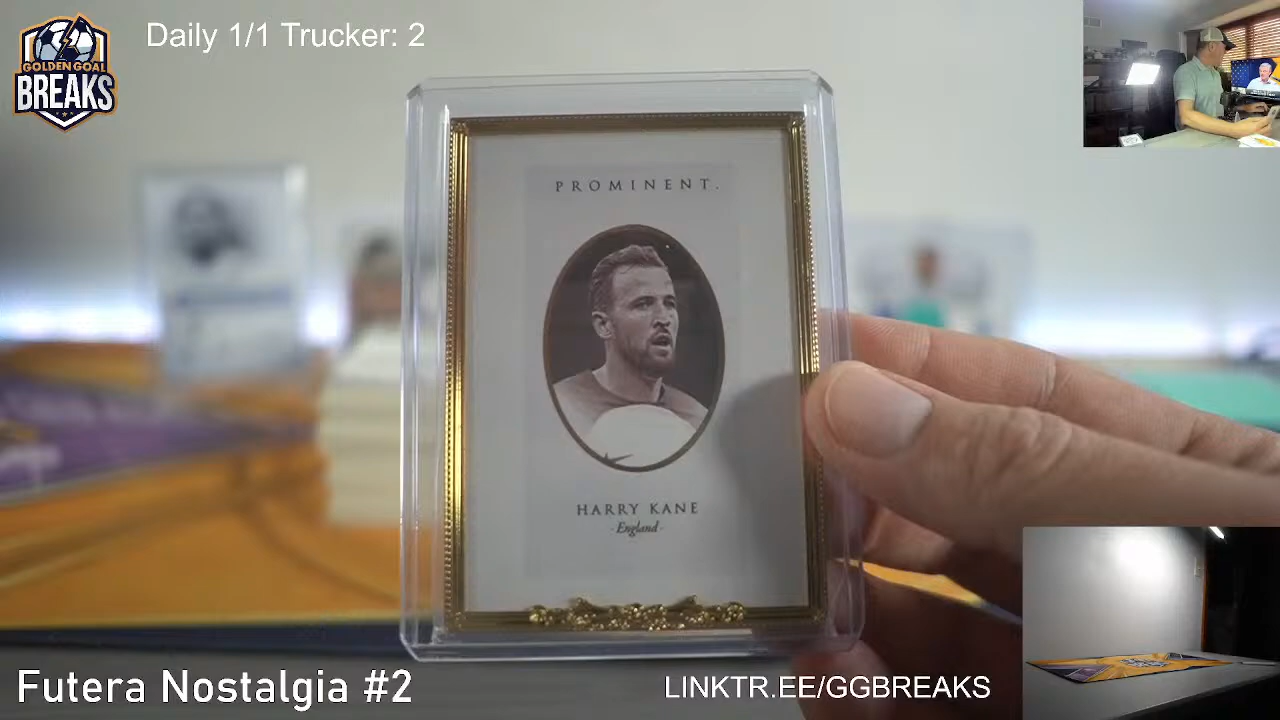 Daily 1/1 Trucker: 2
GOLDEN GOAL
BREAKS
PROMINENT.
HARRY KANE
-England-
Futera Nostalgia #2
LINKTR.EE/GGBREAKS